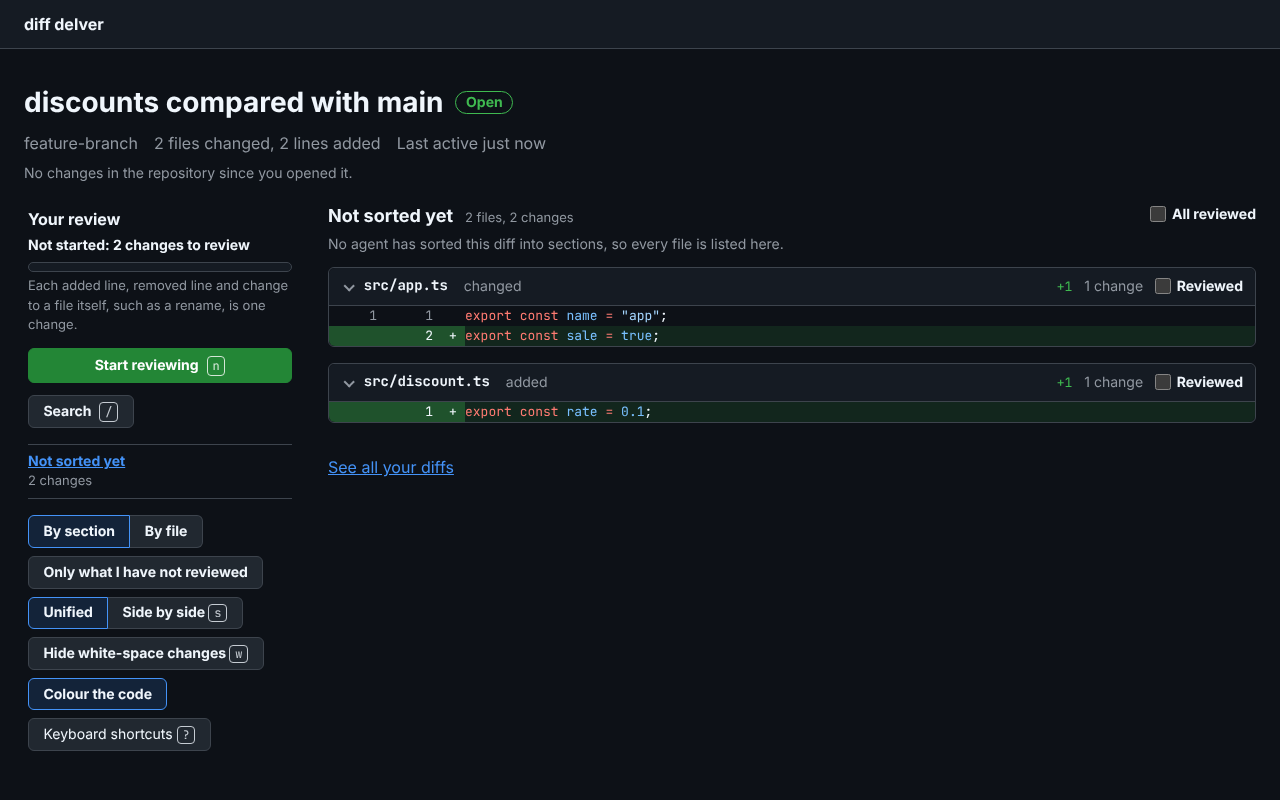 diff delver
discounts compared with main Open
feature-branch 2 files changed, 2 lines added Last active just now
No changes in the repository since you opened it.
Your review
Not started: 2 changes to review
Each added line, removed line and change
to a file itself, such as a rename, is one
change.
Start reviewing n
Search /
Not sorted yet
2 changes
By section By file
Only what I have not reviewed
Unified Side by side s
Hide white-space changes w
Colour the code
Keyboard shortcuts ?
Not sorted yet 2 files, 2 changes All reviewed
No agent has sorted this diff into sections, so every file is listed here.
src/app.ts changed +1 1 change Reviewed
1 1 export const name = "app";
2 + export const sale = true;
src/discount.ts added +1 1 change Reviewed
1 + export const rate = 0.1;
See all your diffs